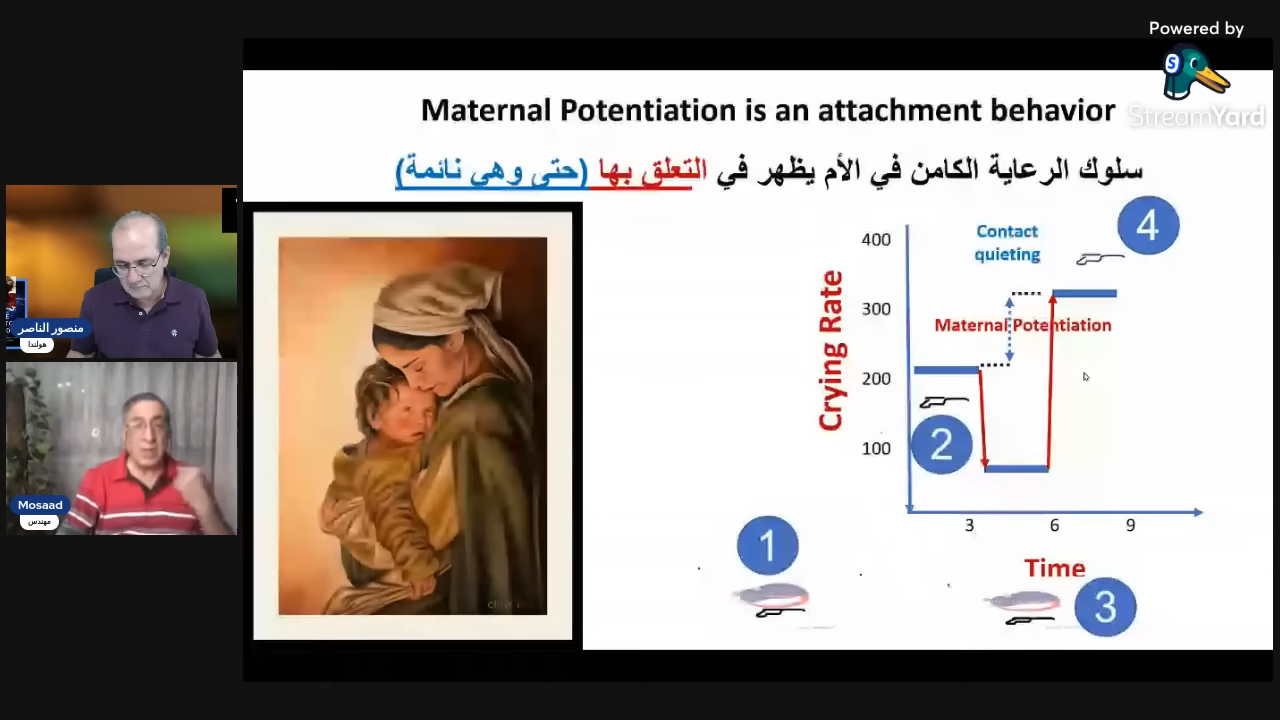 Powered by
StreamYard
Maternal Potentiation is an attachment behavior
سلوك الرعاية الكامن في الأم يظهر في التعلق بها (حتى وهي نائمة)
منصور الناصر
هولندا
Mosaad
مهندس
Contact
quieting
4
400
300
200
100
Crying Rate
Maternal Potentiation
2
3
6
9
Time
1
3